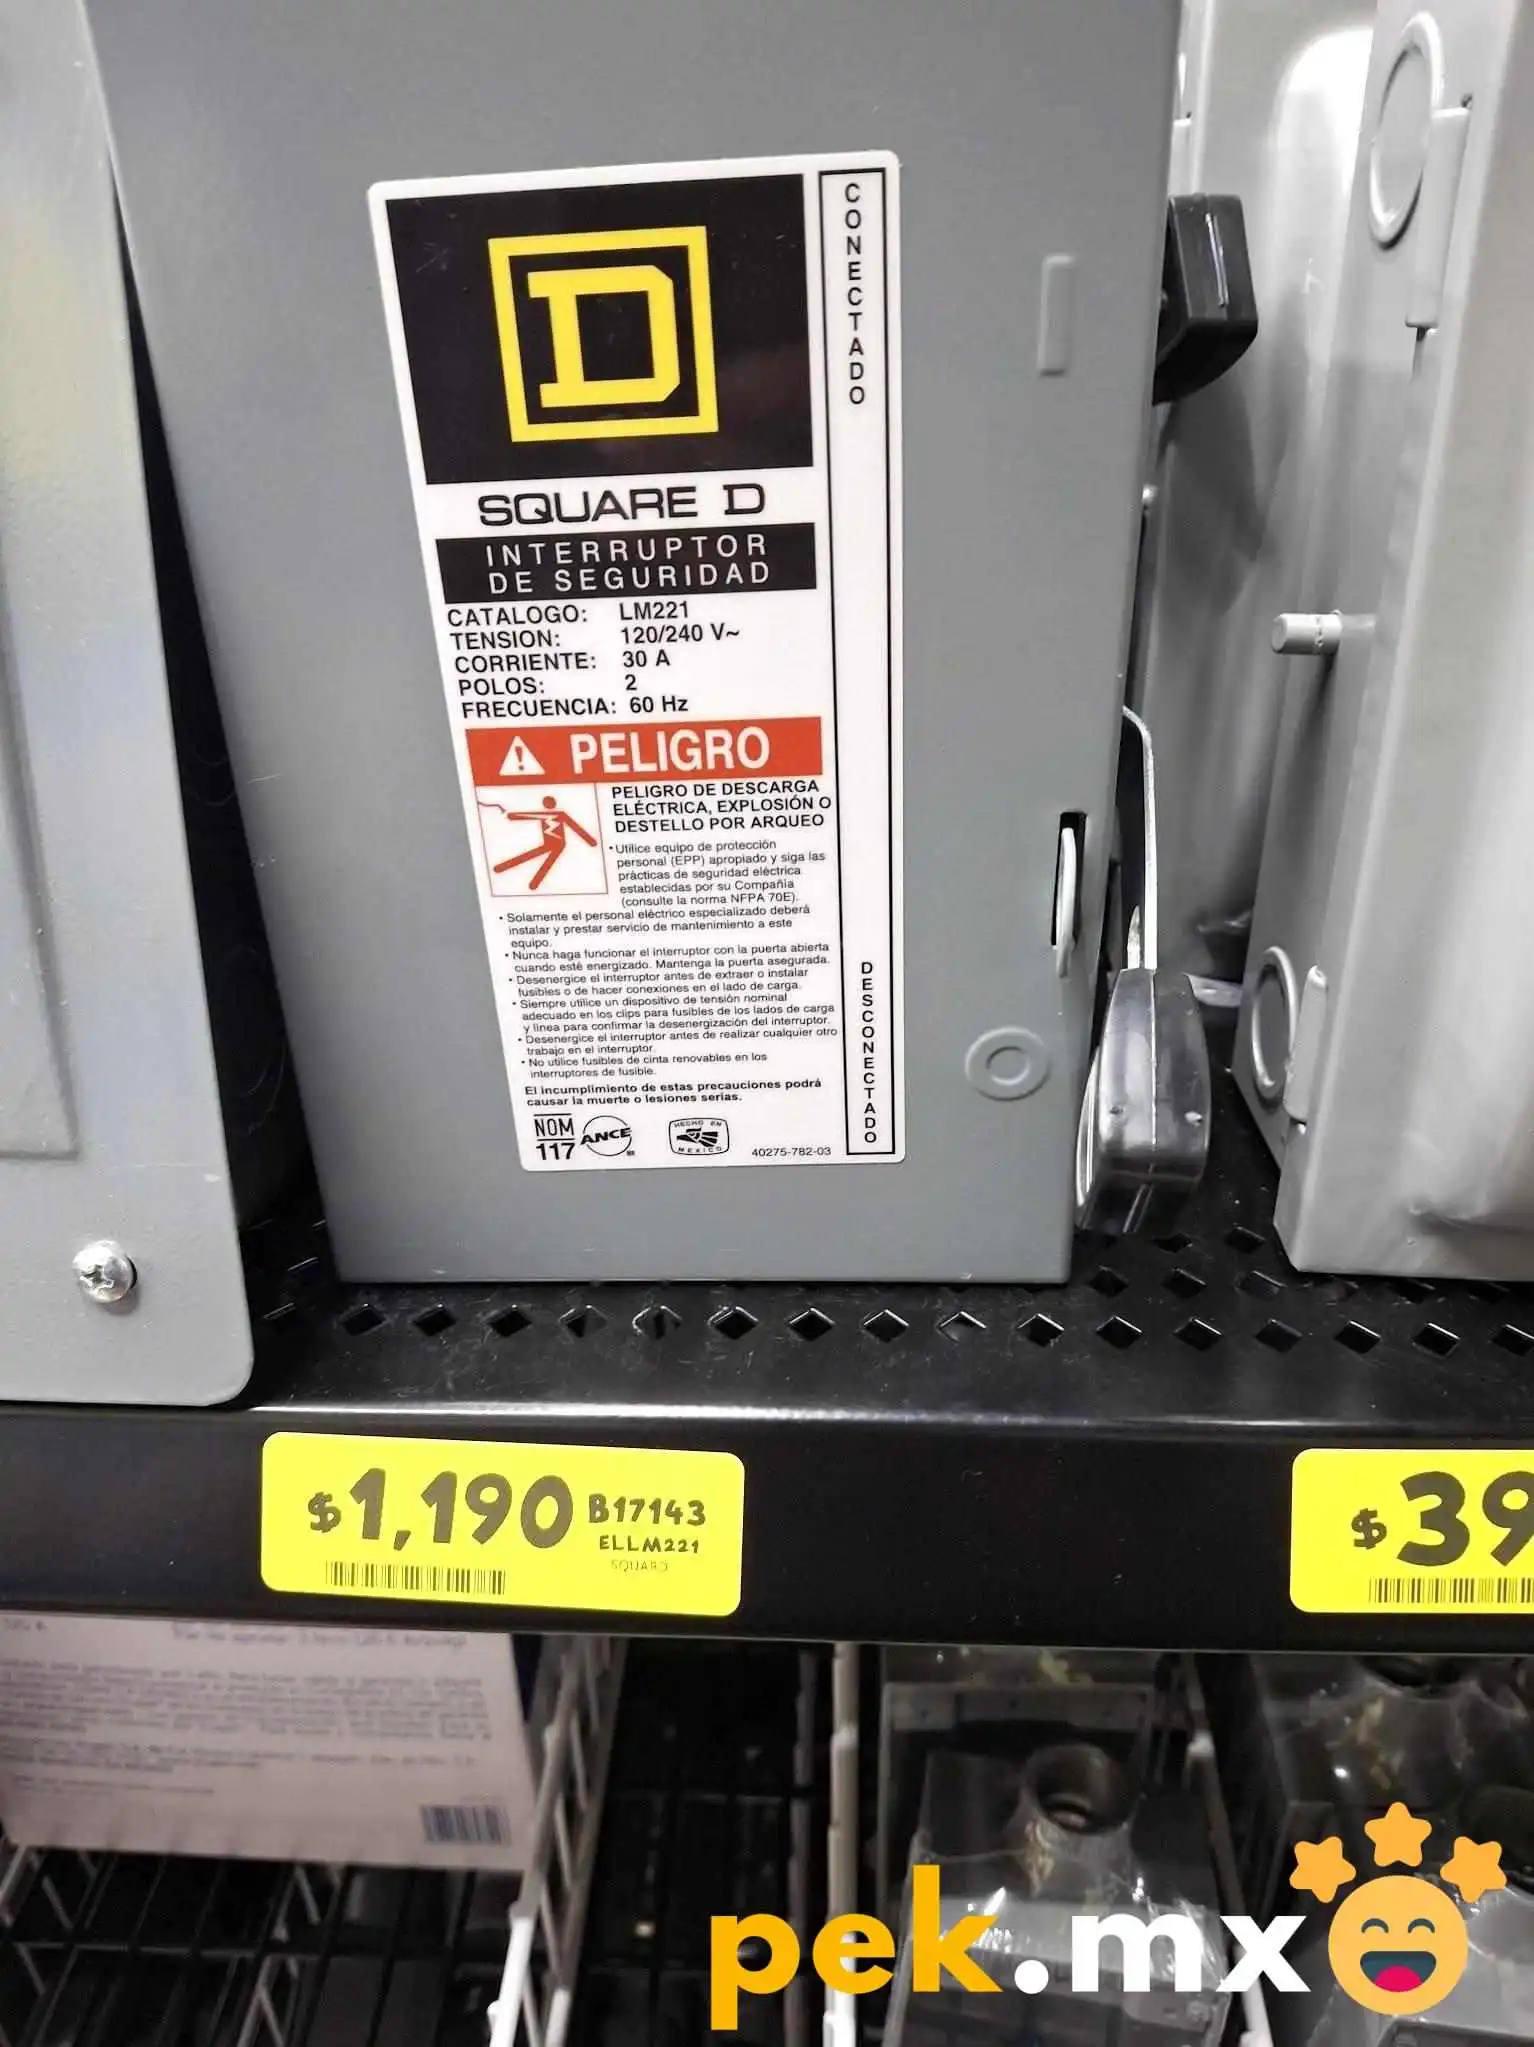 D
SQUARE D
INTERRUPTOR
DE SEGURIDAD
CATALOGO: LM221
TENSION: 120/240 V~
CORRIENTE: 30 A
POLOS: 2
FRECUENCIA: 60 Hz
PELIGRO
PELIGRO DE DESCARGA
ELÉCTRICA, EXPLOSIÓN O
DESTELLO POR ARQUEO
• Utilice equipo de protección
personal (EPP) apropiado y siga las
prácticas de seguridad eléctrica
establecidas por su Compañia
(consulte la norma NFPA 70E).
• Solamente el personal eléctrico especializado deberá
instalar y prestar servicio de mantenimiento a este
equipo.
• Nunca haga funcionar el interruptor con la puerta abierta
cuando esté energizado. Mantenga la puerta asegurada.
• Desenergice el interruptor antes de extraer o instalar
fusibles o de hacer conexiones en el lado de carga.
• Siempre utilice un dispositivo de tensión nominal
adecuado en los clips para fusibles de los lados de carga
y línea para confirmar la desenergización del interruptor.
• Desenergice el interruptor antes de realizar cualquier otro
trabajo en el interruptor.
• No utilice fusibles de cinta renovables en los
interruptores de fusible.
El incumplimiento de estas precauciones podrá
causar la muerte o lesiones serias.
NOM
117
ANCE
HECHO EN
MEXICO
40275-782-03
CONECTADO
DESCONECTADO
$1,190
B17143
ELLM221
SQUARD
$39
pek.mx